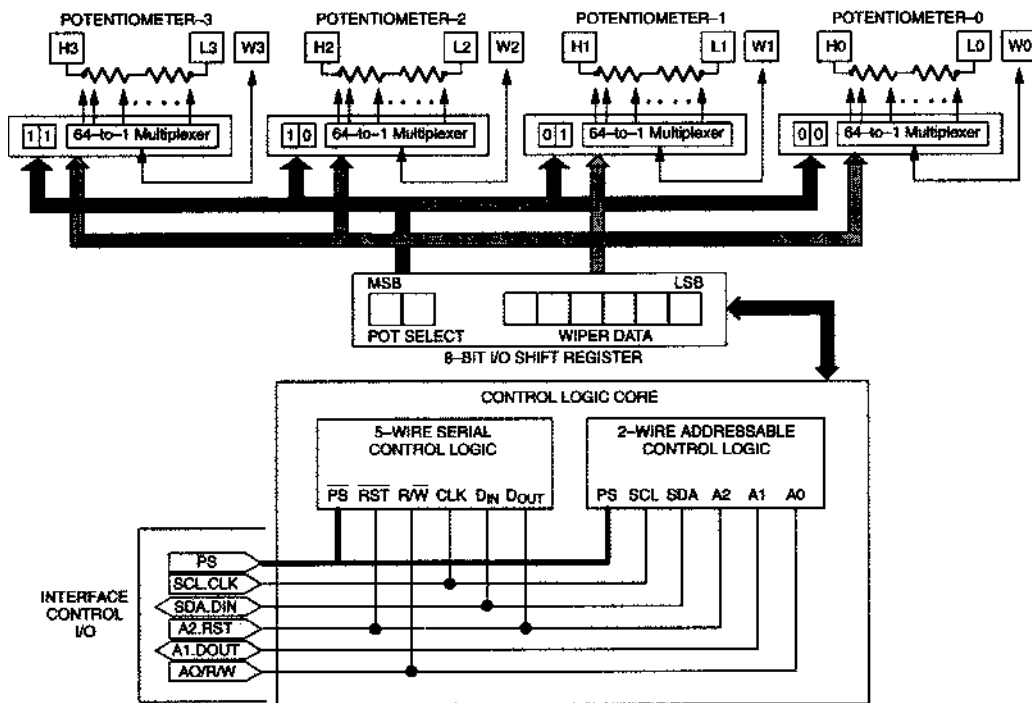 POTENTIOMETER-3 POTENTIOMETER-2 POTENTIOMETER-1 POTENTIOMETER-0
H3 L3 W3 H2 L2 W2 H1 L1 W1 H0 L0 W0
1 1 64-to-1 Multiplexer 1 0 64-to-1 Multiplexer 0 1 64-to-1 Multiplexer 0 0 64-to-1 Multiplexer
MSB LSB
POT SELECT WIPER DATA
8-BIT I/O SHIFT REGISTER
CONTROL LOGIC CORE
5-WIRE SERIAL
CONTROL LOGIC
2-WIRE ADDRESSABLE
CONTROL LOGIC
P̅S̅ R̅S̅T̅ R/W̅ CLK DIN DOUT
PS SCL SDA A2 A1 A0
INTERFACE
CONTROL
I/O
PS
SCL.CLK
SDA.DIN
A2.RST
A1.DOUT
AO/R/W